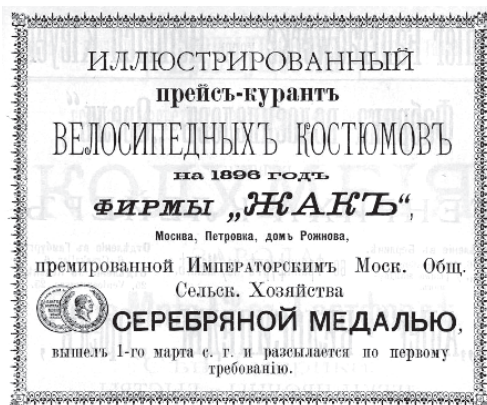 ИЛЛЮСТРИРОВАННЫЙ
прейсъ-курантъ
ВЕЛОСИПЕДНЫХЪ КОСТЮМОВЪ
на 1896 годъ
ФИРМЫ „ЖАКЪ“,
Москва, Петровка, домъ Рожнова,
премированной ИМПЕРАТОРСКИМЪ Моск. Общ.
Сельск. Хозяйства
СЕРЕБРЯНОЙ МЕДАЛЬЮ,
вышелъ 1-го марта с. г. и разсылается по первому
требованію.